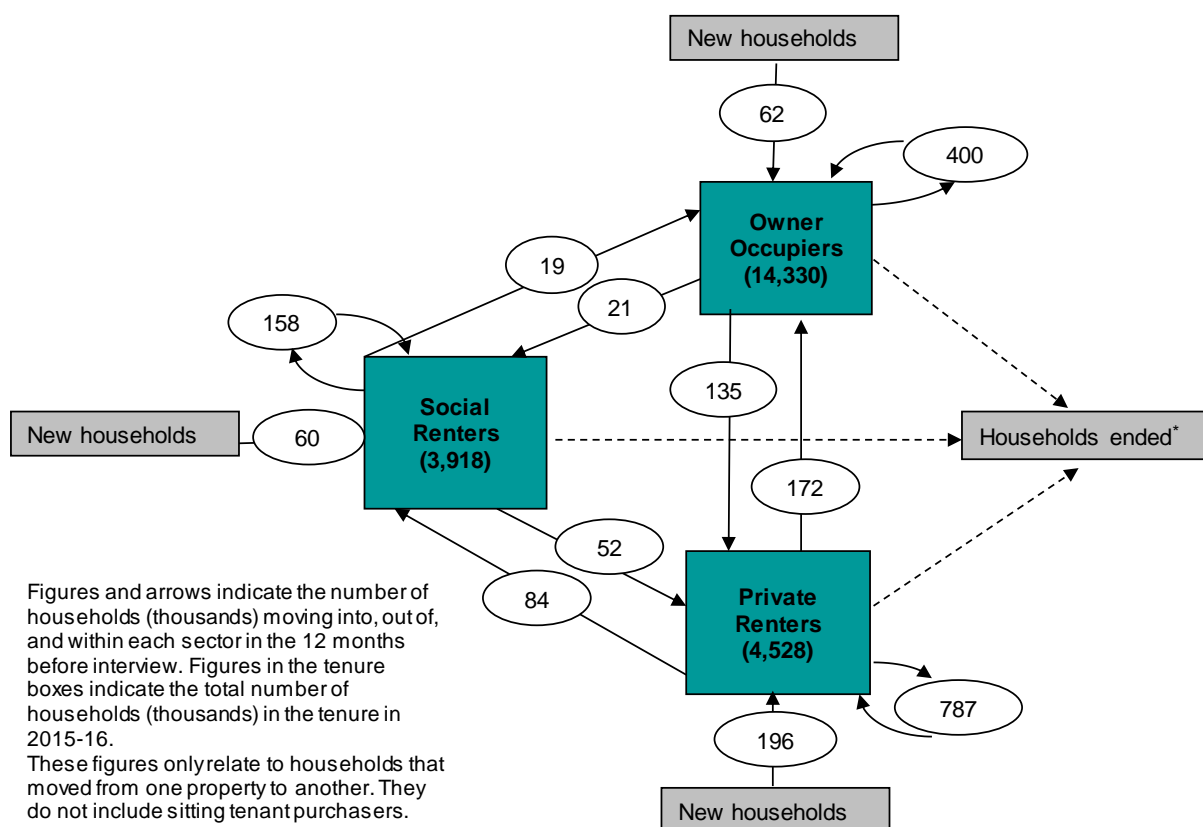 New households
62
400
Owner
Occupiers
(14,330)
19
21
158
135
Social
Renters
(3,918)
New households
60
Households ended*
172
52
84
Private
Renters
(4,528)
787
196
New households
Figures and arrows indicate the number of
households (thousands) moving into, out of,
and within each sector in the 12 months
before interview. Figures in the tenure
boxes indicate the total number of
households (thousands) in the tenure in
2015-16.
These figures only relate to households that
moved from one property to another. They
do not include sitting tenant purchasers.